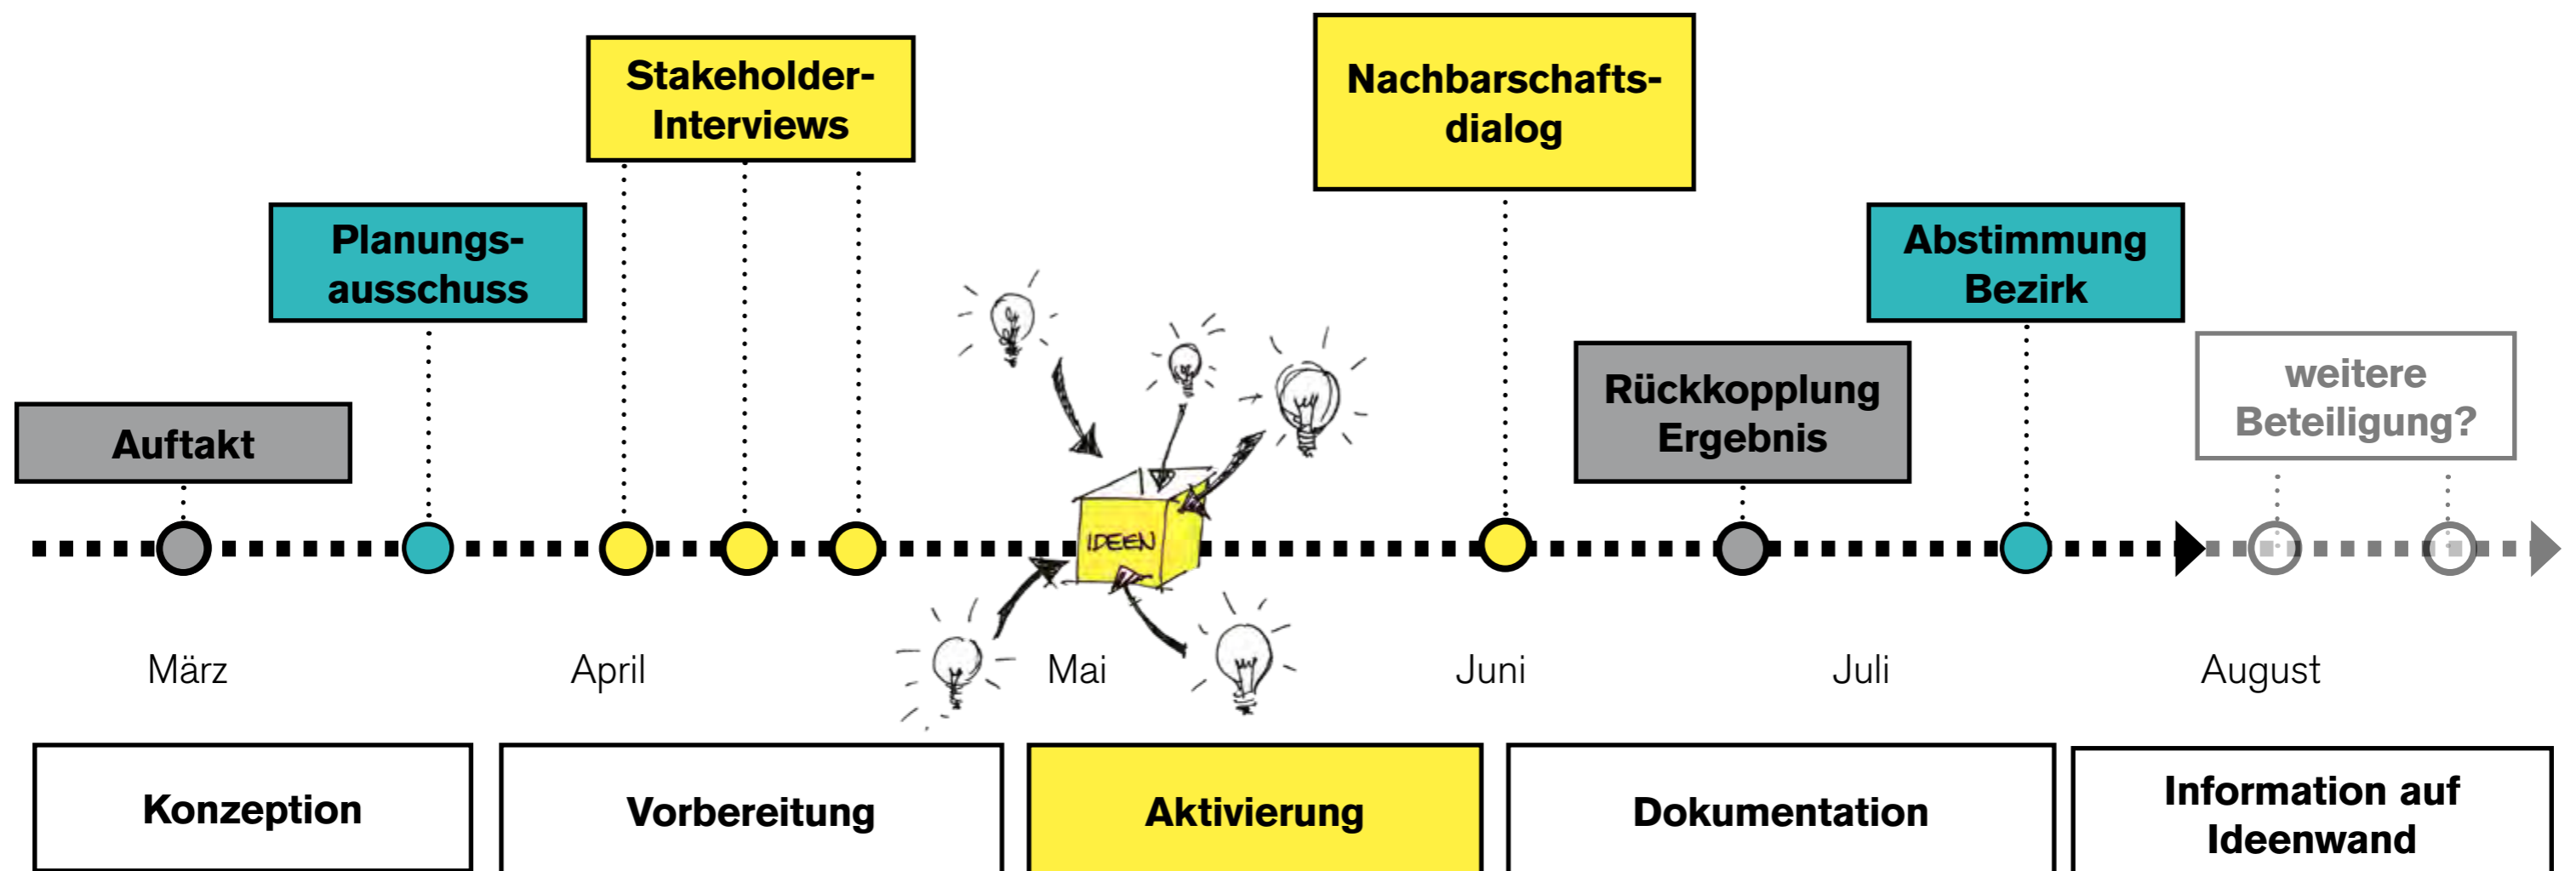 Stakeholder-
Interviews
Nachbarschafts-
dialog
Planungs-
ausschuss
Abstimmung
Bezirk
Auftakt
Rückkopplung
Ergebnis
weitere
Beteiligung?
IDEEN
März
April
Mai
Juni
Juli
August
Konzeption
Vorbereitung
Aktivierung
Dokumentation
Information auf
Ideenwand